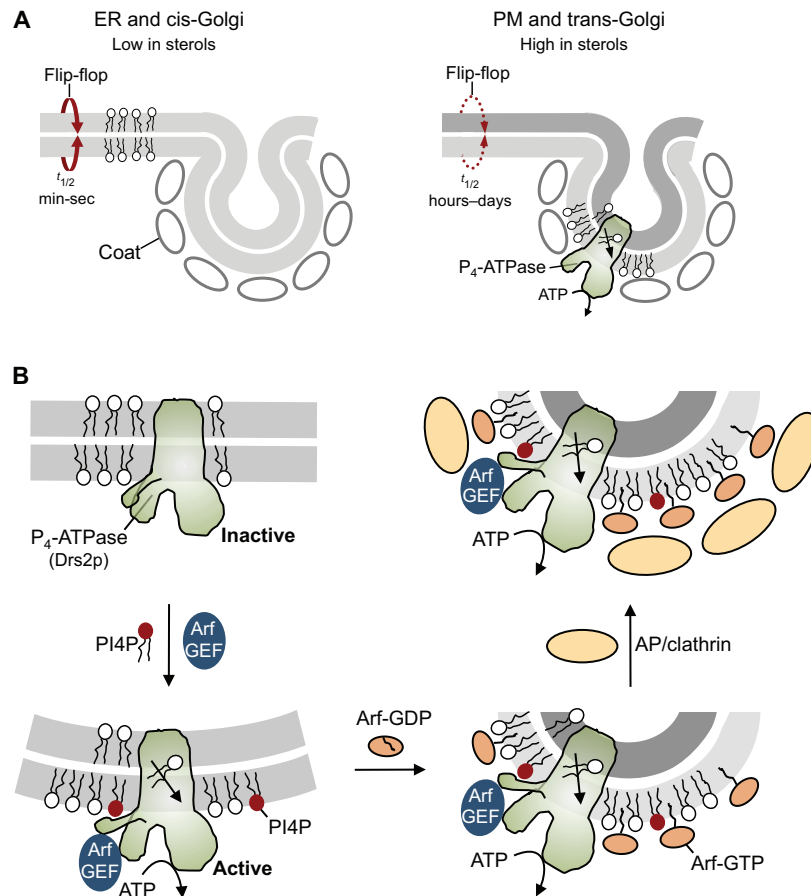 A
ER and cis-Golgi
Low in sterols
Flip-flop
t1/2
min-sec
Coat
PM and trans-Golgi
High in sterols
Flip-flop
t1/2
hours–days
P4-ATPase
ATP
B
P4-ATPase
(Drs2p)
Inactive
PI4P
Arf
GEF
Arf
GEF
ATP
Active
PI4P
Arf-GDP
Arf
GEF
ATP
Arf-GTP
AP/clathrin
Arf
GEF
ATP